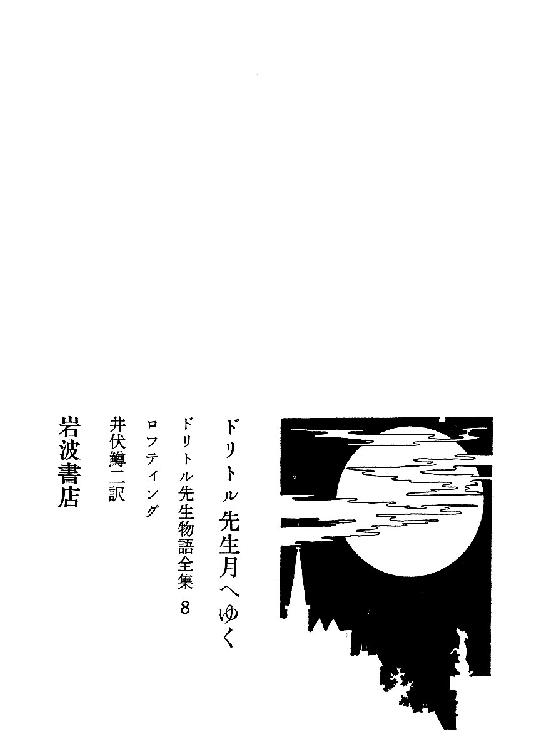 ドリトル先生月へゆく
ドリトル先生物語全集 8
ロフティング
井伏鱒二訳
岩波書店